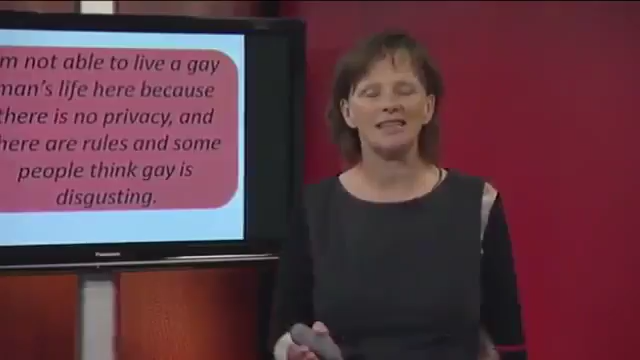 m not able to live a gay
man's life here because
there is no privacy, and
here are rules and some
people think gay is
disgusting.
Panasonic